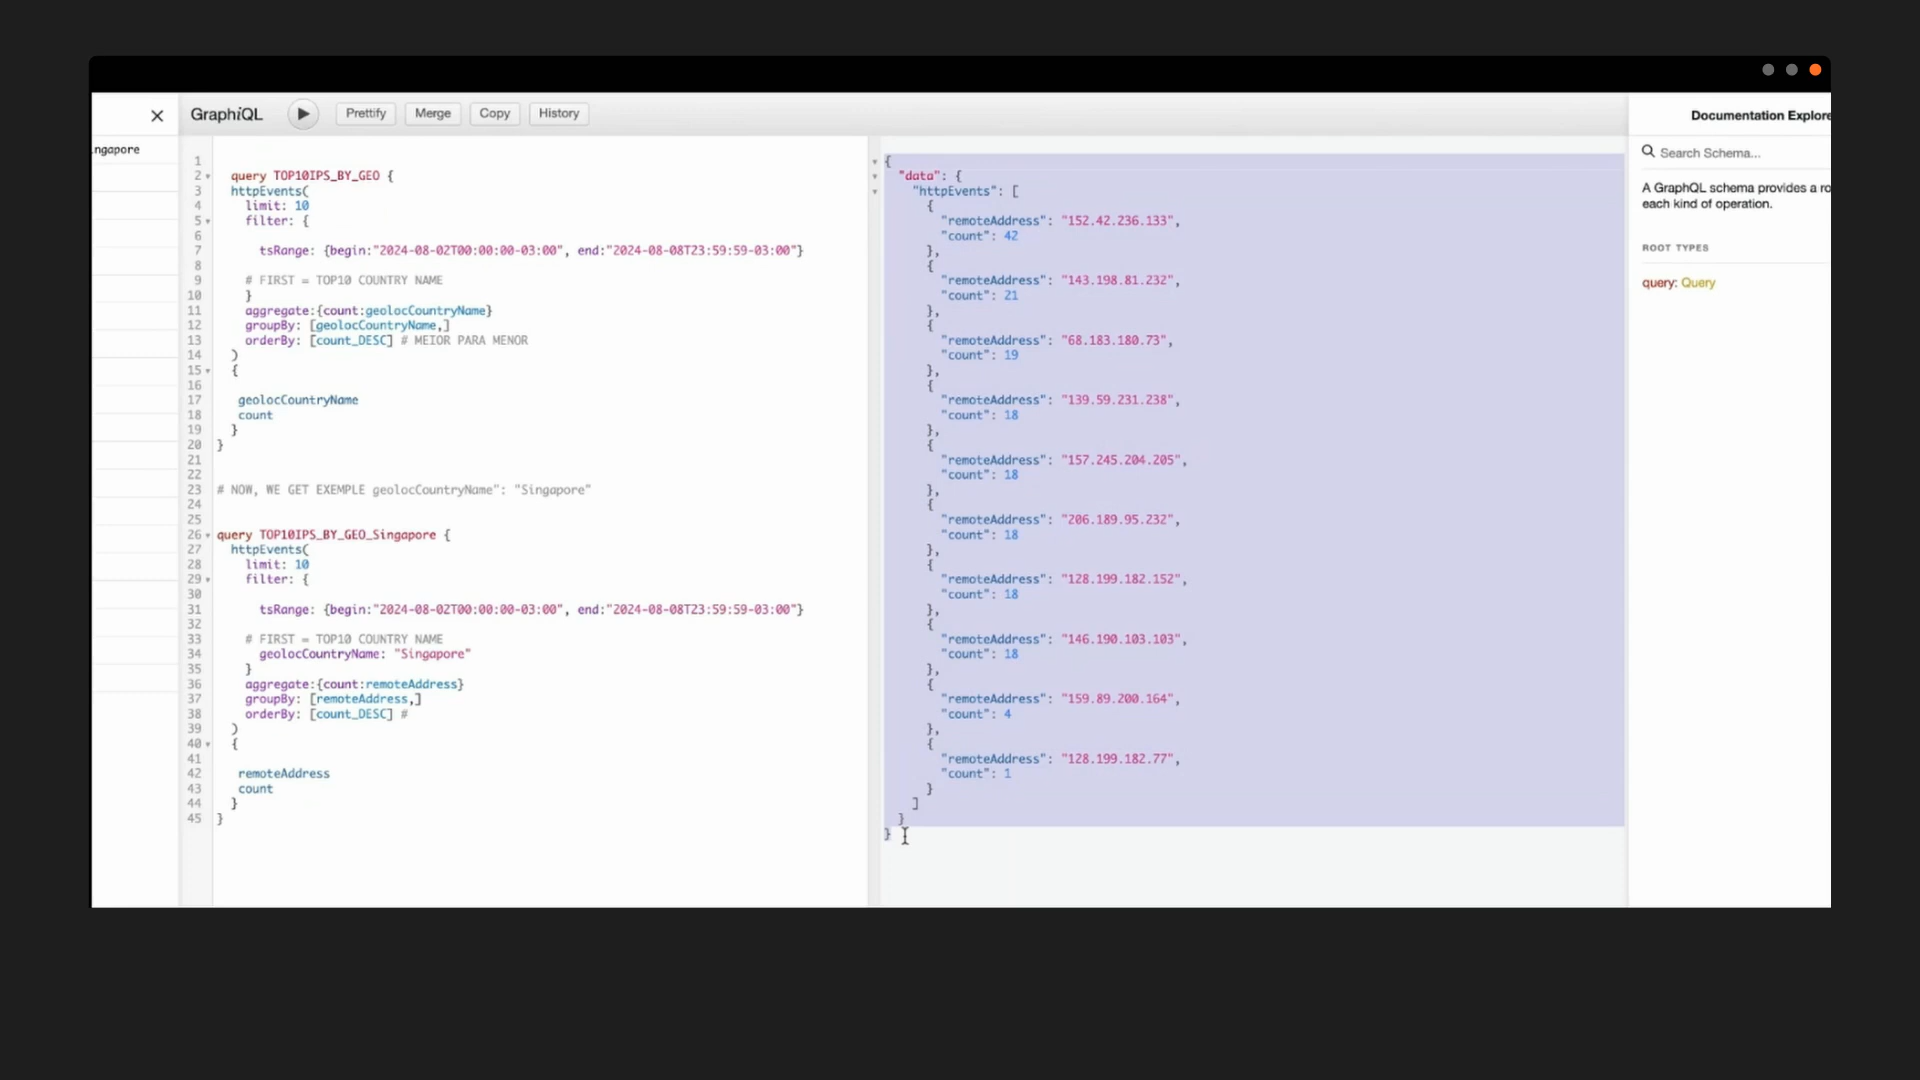 GraphiQL
Prettify
Merge
Copy
History
Documentation Explore
ngapore
1
2 query TOP10IPS_BY_GEO {
3 httpEvents(
4 limit: 10
5 filter: {
6
7 tsRange: {begin:"2024-08-02T00:00:00-03:00", end:"2024-08-08T23:59:59-03:00"}
8
9 # FIRST = TOP10 COUNTRY NAME
10 }
11 aggregate:{count:geolocCountryName}
12 groupBy: [geolocCountryName,]
13 orderBy: [count_DESC] # MEIOR PARA MENOR
14 )
15 {
16
17 geolocCountryName
18 count
19 }
20 }
21
22
23 # NOW, WE GET EXEMPLE geolocCountryName": "Singapore"
24
25
26 query TOP10IPS_BY_GEO_Singapore {
27 httpEvents(
28 limit: 10
29 filter: {
30
31 tsRange: {begin:"2024-08-02T00:00:00-03:00", end:"2024-08-08T23:59:59-03:00"}
32
33 # FIRST = TOP10 COUNTRY NAME
34 geolocCountryName: "Singapore"
35 }
36 aggregate:{count:remoteAddress}
37 groupBy: [remoteAddress,]
38 orderBy: [count_DESC] #
39 )
40 {
41
42 remoteAddress
43 count
44 }
45 }
{
"data": {
"httpEvents": [
{
"remoteAddress": "152.42.236.133",
"count": 42
},
{
"remoteAddress": "143.198.81.232",
"count": 21
},
{
"remoteAddress": "68.183.180.73",
"count": 19
},
{
"remoteAddress": "139.59.231.238",
"count": 18
},
{
"remoteAddress": "157.245.204.205",
"count": 18
},
{
"remoteAddress": "206.189.95.232",
"count": 18
},
{
"remoteAddress": "128.199.182.152",
"count": 18
},
{
"remoteAddress": "146.190.103.103",
"count": 18
},
{
"remoteAddress": "159.89.200.164",
"count": 4
},
{
"remoteAddress": "128.199.182.77",
"count": 1
}
]
}
}
Search Schema...
A GraphQL schema provides a ro
each kind of operation.
ROOT TYPES
query: Query